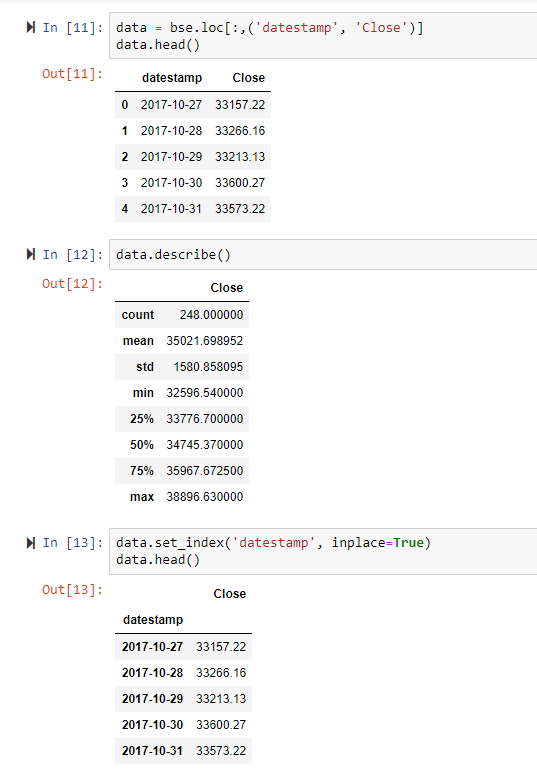 In [11]: data = bse.loc[:,('datestamp', 'Close')]
data.head()
Out[11]:
datestamp Close
0 2017-10-27 33157.22
1 2017-10-28 33266.16
2 2017-10-29 33213.13
3 2017-10-30 33600.27
4 2017-10-31 33573.22
In [12]: data.describe()
Out[12]:
Close
count 248.000000
mean 35021.698952
std 1580.858095
min 32596.540000
25% 33776.700000
50% 34745.370000
75% 35967.672500
max 38896.630000
In [13]: data.set_index('datestamp', inplace=True)
data.head()
Out[13]:
Close
datestamp
2017-10-27 33157.22
2017-10-28 33266.16
2017-10-29 33213.13
2017-10-30 33600.27
2017-10-31 33573.22